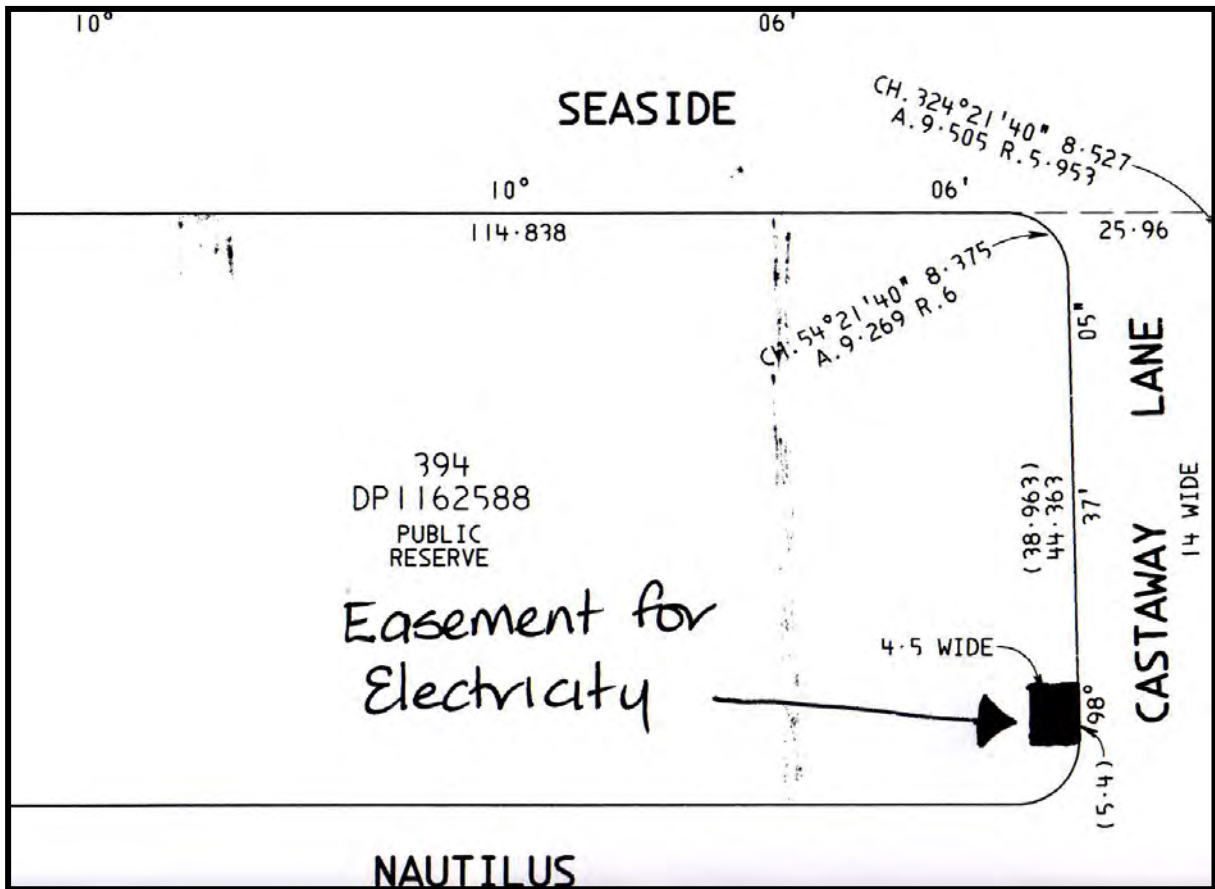 10° 06'
SEASIDE
CH. 324°21'40" 8·527
A. 9·505 R. 5·953
10° 06'
114·838
25·96
CH. 54°21'40" 8·375
A. 9·269 R. 6
05"
CASTAWAY LANE
14 WIDE
37'
(38·963)
44·363
394
DP1162588
PUBLIC
RESERVE
Easement for
Electricity
4·5 WIDE
98°
(5·4)
NAUTILUS